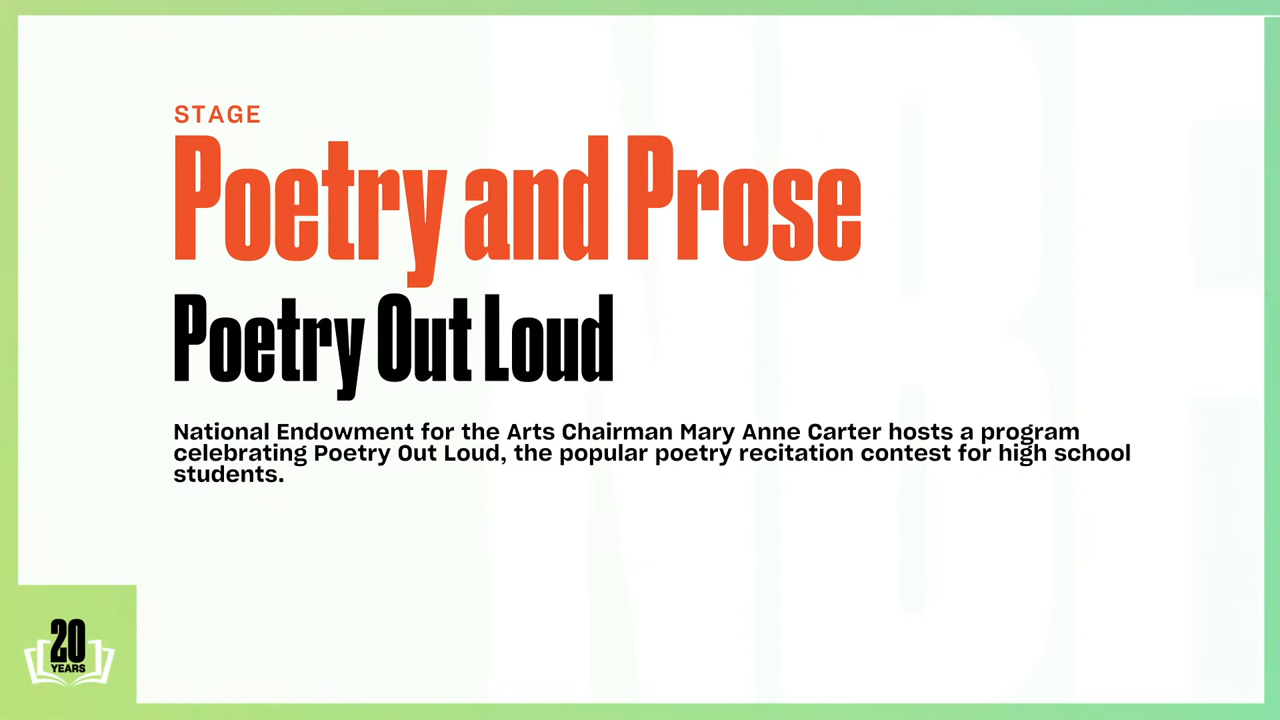 STAGE
Poetry and Prose
Poetry Out Loud
National Endowment for the Arts Chairman Mary Anne Carter hosts a program
celebrating Poetry Out Loud, the popular poetry recitation contest for high school
students.
20
YEARS